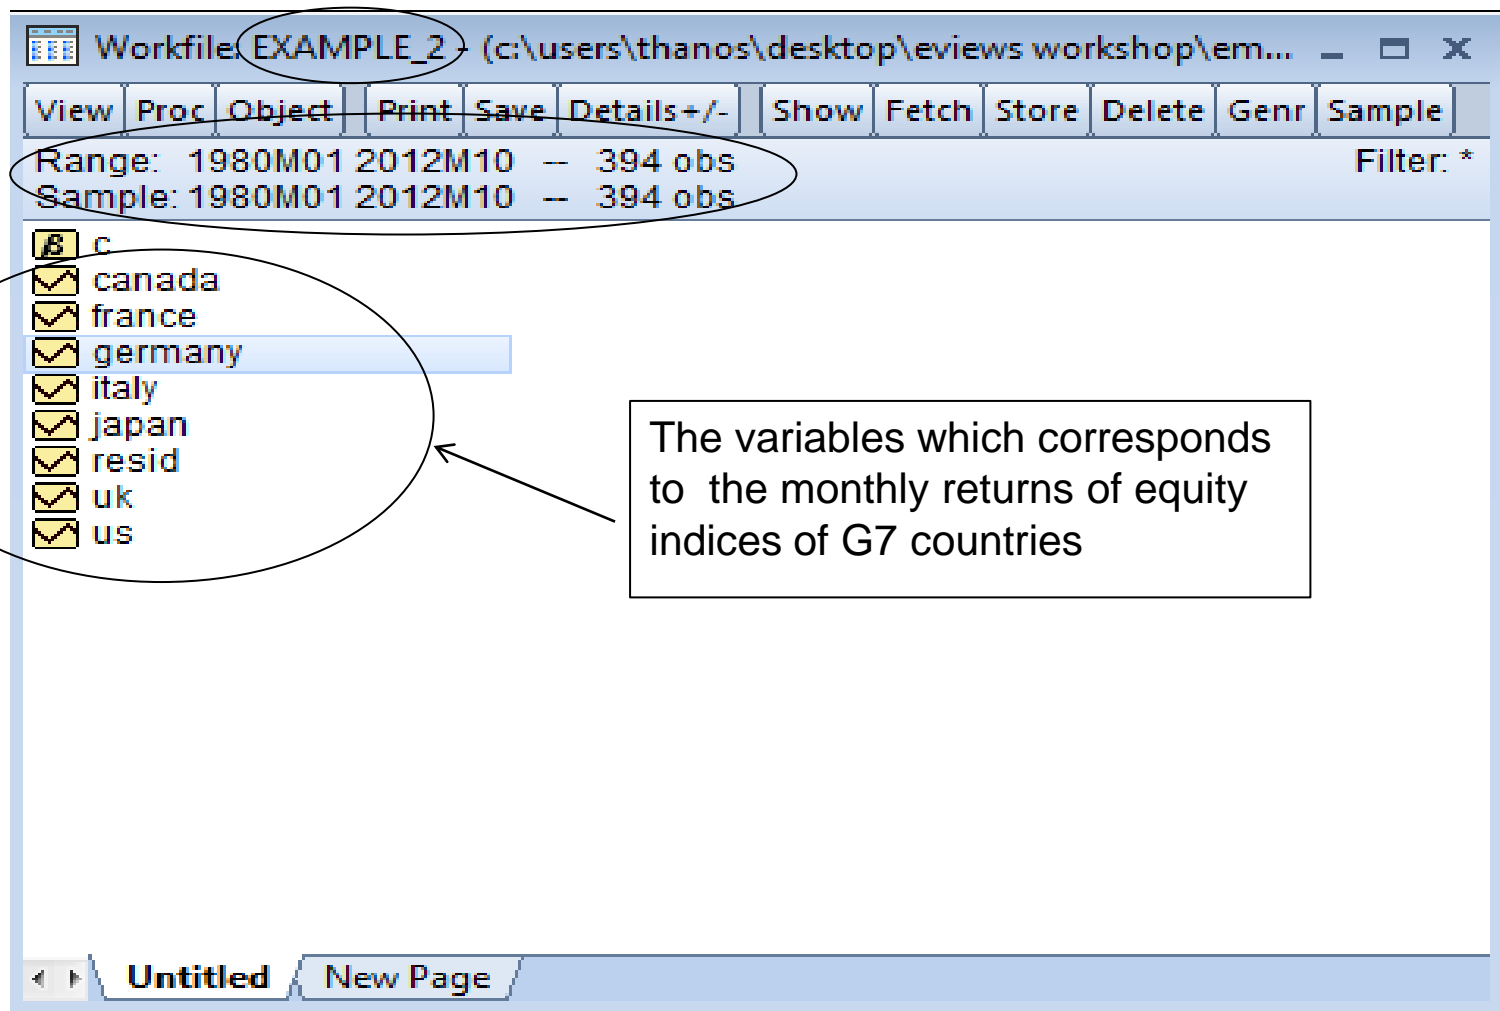 Workfile: EXAMPLE_2 - (c:\users\thanos\desktop\eviews workshop\em...
View Proc Object Print Save Details+/- Show Fetch Store Delete Genr Sample
Range: 1980M01 2012M10 -- 394 obs Filter: *
Sample: 1980M01 2012M10 -- 394 obs
β c
canada
france
germany
italy
japan
resid
uk
us
The variables which corresponds
to the monthly returns of equity
indices of G7 countries
Untitled New Page